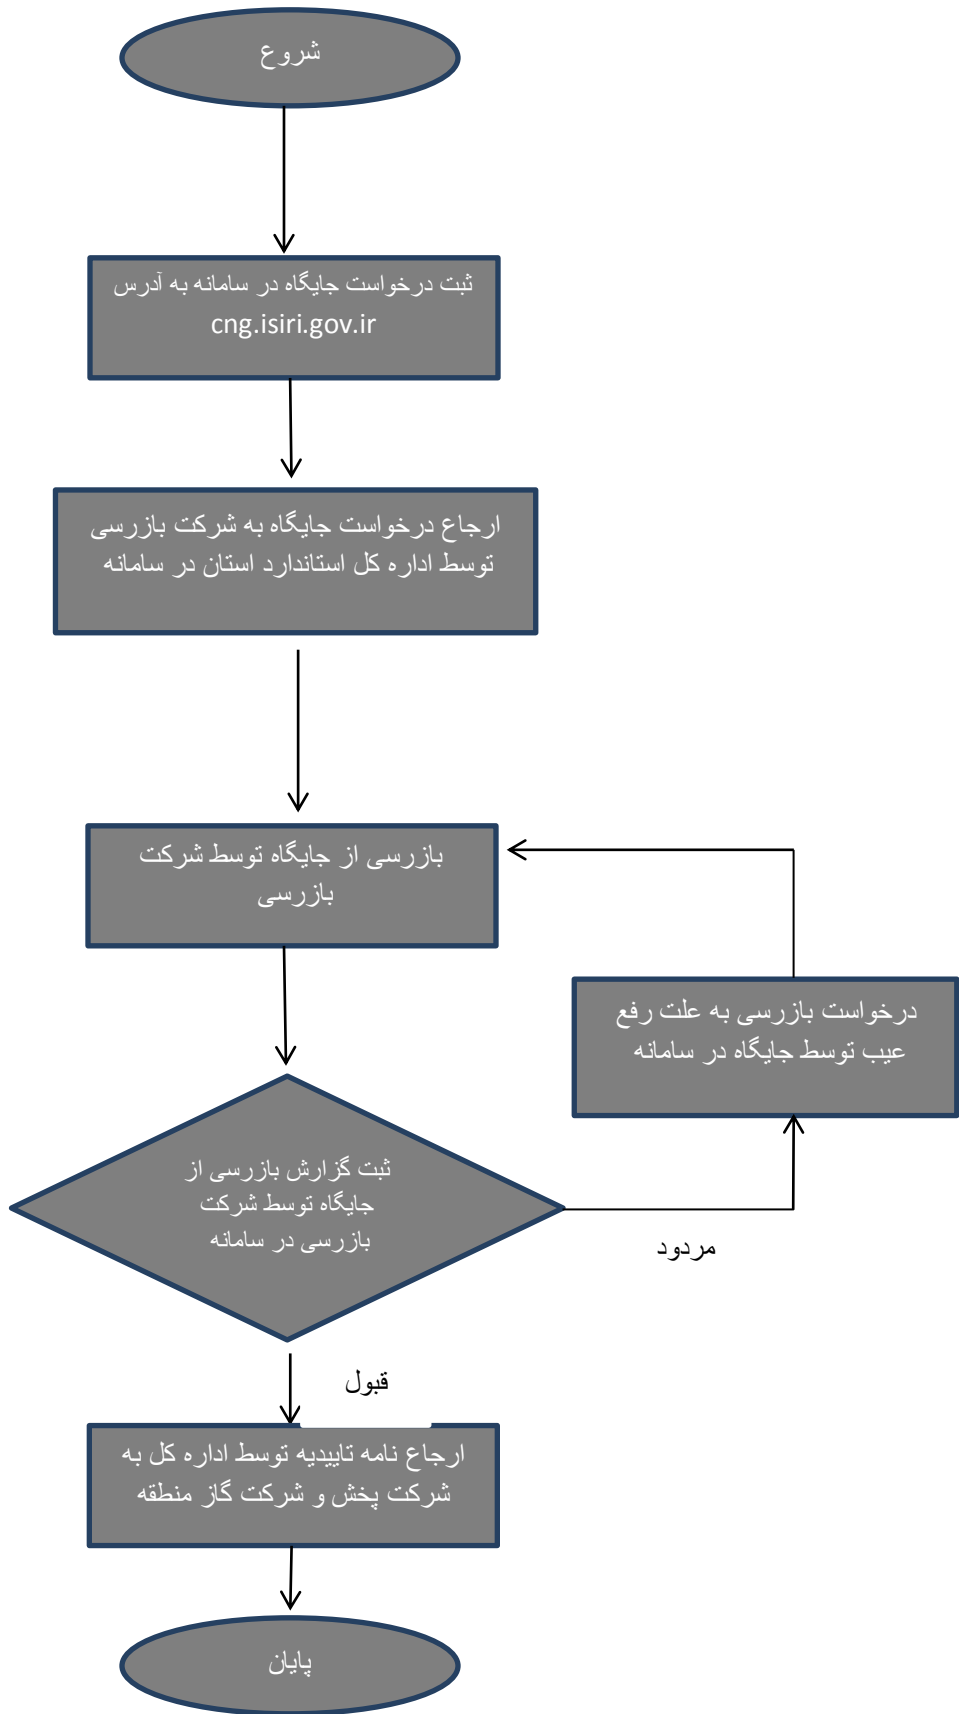 شروع
ثبت درخواست جایگاه در سامانه به آدرس
cng.isiri.gov.ir
ارجاع درخواست جایگاه به شرکت بازرسی
توسط اداره کل استاندارد استان در سامانه
بازرسی از جایگاه توسط شرکت
بازرسی
درخواست بازرسی به علت رفع
عیب توسط جایگاه در سامانه
ثبت گزارش بازرسی از
جایگاه توسط شرکت
بازرسی در سامانه
مردود
قبول
ارجاع نامه تاییدیه توسط اداره کل به
شرکت پخش و شرکت گاز منطقه
پایان